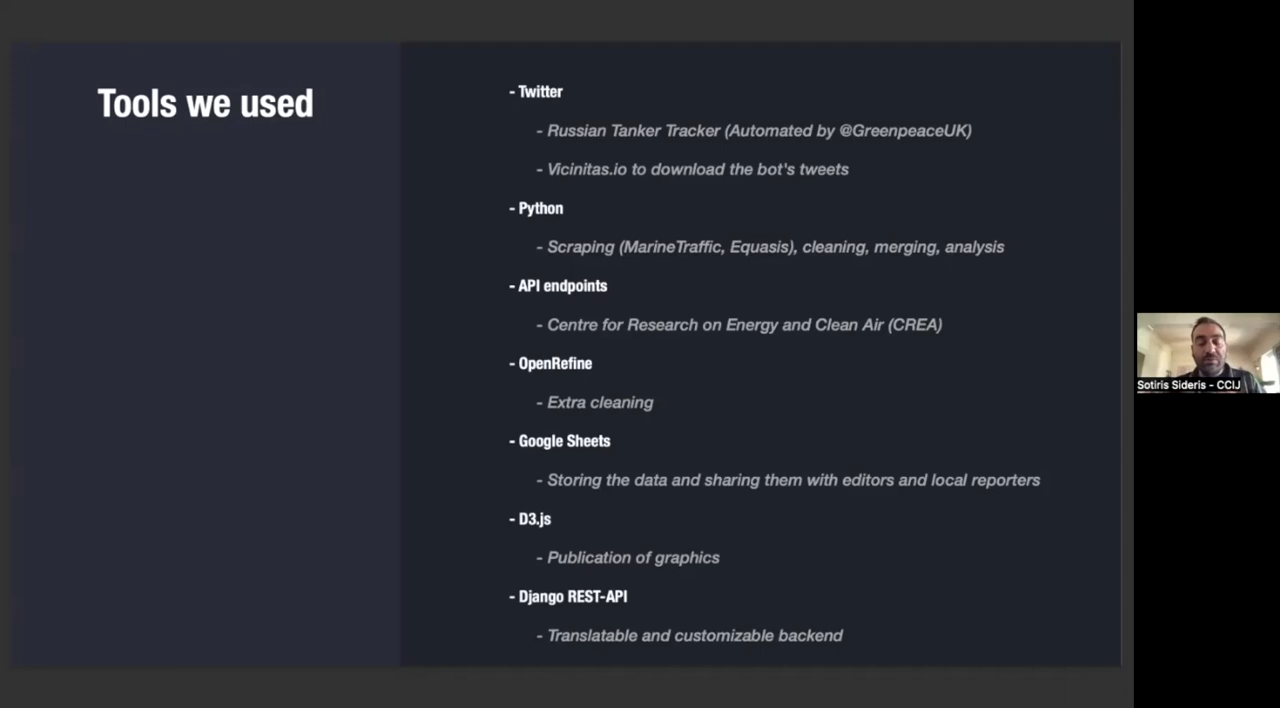 Tools we used
- Twitter
- Russian Tanker Tracker (Automated by @GreenpeaceUK)
- Vicinitas.io to download the bot's tweets
- Python
- Scraping (MarineTraffic, Equasis), cleaning, merging, analysis
- API endpoints
- Centre for Research on Energy and Clean Air (CREA)
- OpenRefine
- Extra cleaning
- Google Sheets
- Storing the data and sharing them with editors and local reporters
- D3.js
- Publication of graphics
- Django REST-API
- Translatable and customizable backend
Sotiris Sideris - CCIJ